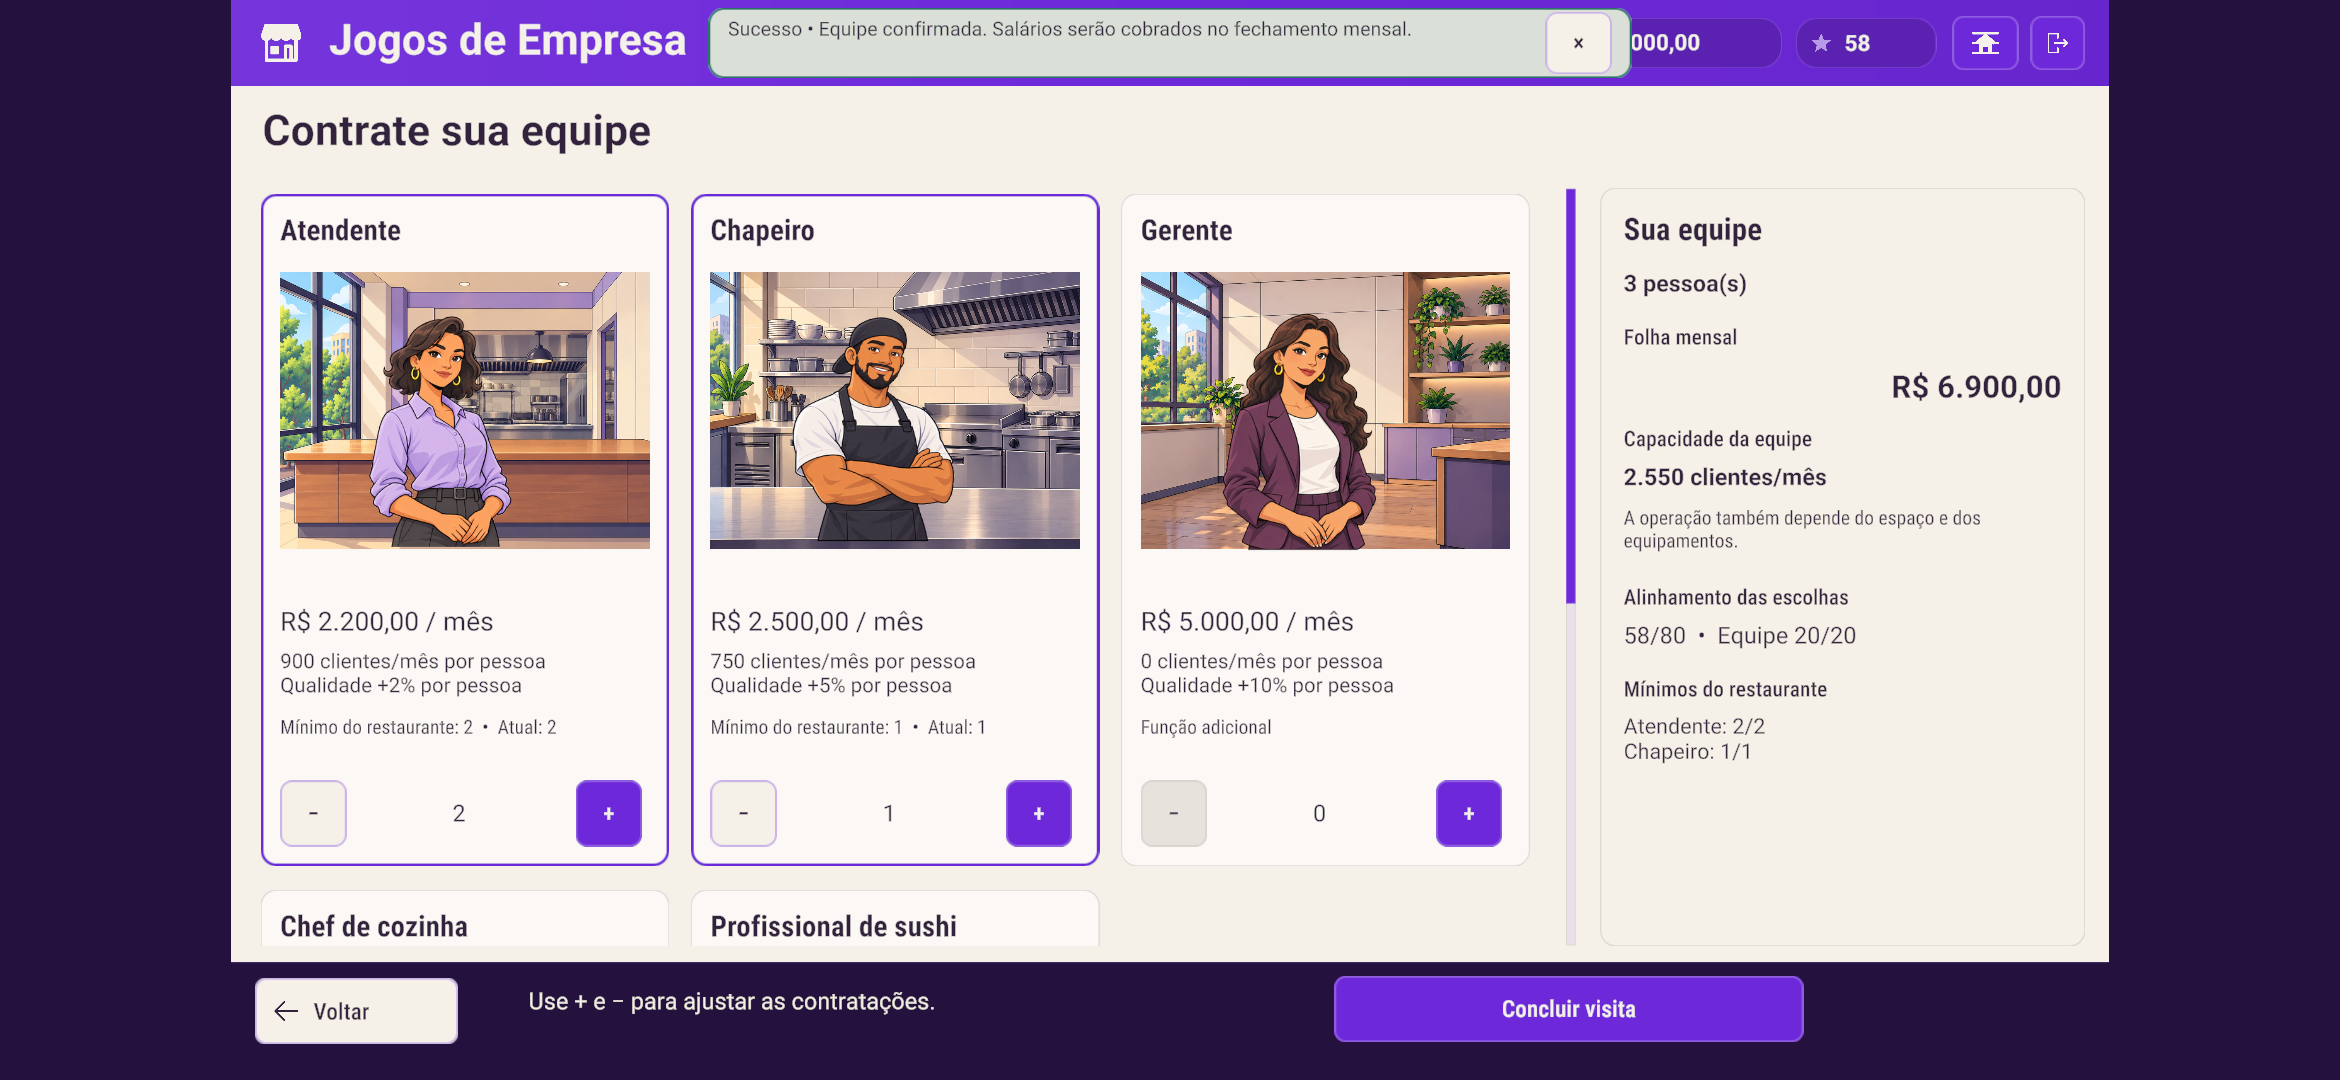 Jogos de Empresa
Sucesso • Equipe confirmada. Salários serão cobrados no fechamento mensal.
×
000,00
58
Contrate sua equipe
Atendente
R$ 2.200,00 / mês
900 clientes/mês por pessoa
Qualidade +2% por pessoa
Mínimo do restaurante: 2 • Atual: 2
- 2 +
Chapeiro
R$ 2.500,00 / mês
750 clientes/mês por pessoa
Qualidade +5% por pessoa
Mínimo do restaurante: 1 • Atual: 1
- 1 +
Gerente
R$ 5.000,00 / mês
0 clientes/mês por pessoa
Qualidade +10% por pessoa
Função adicional
- 0 +
Chef de cozinha
Profissional de sushi
Sua equipe
3 pessoa(s)
Folha mensal
R$ 6.900,00
Capacidade da equipe
2.550 clientes/mês
A operação também depende do espaço e dos
equipamentos.
Alinhamento das escolhas
58/80 • Equipe 20/20
Mínimos do restaurante
Atendente: 2/2
Chapeiro: 1/1
Voltar
Use + e − para ajustar as contratações.
Concluir visita